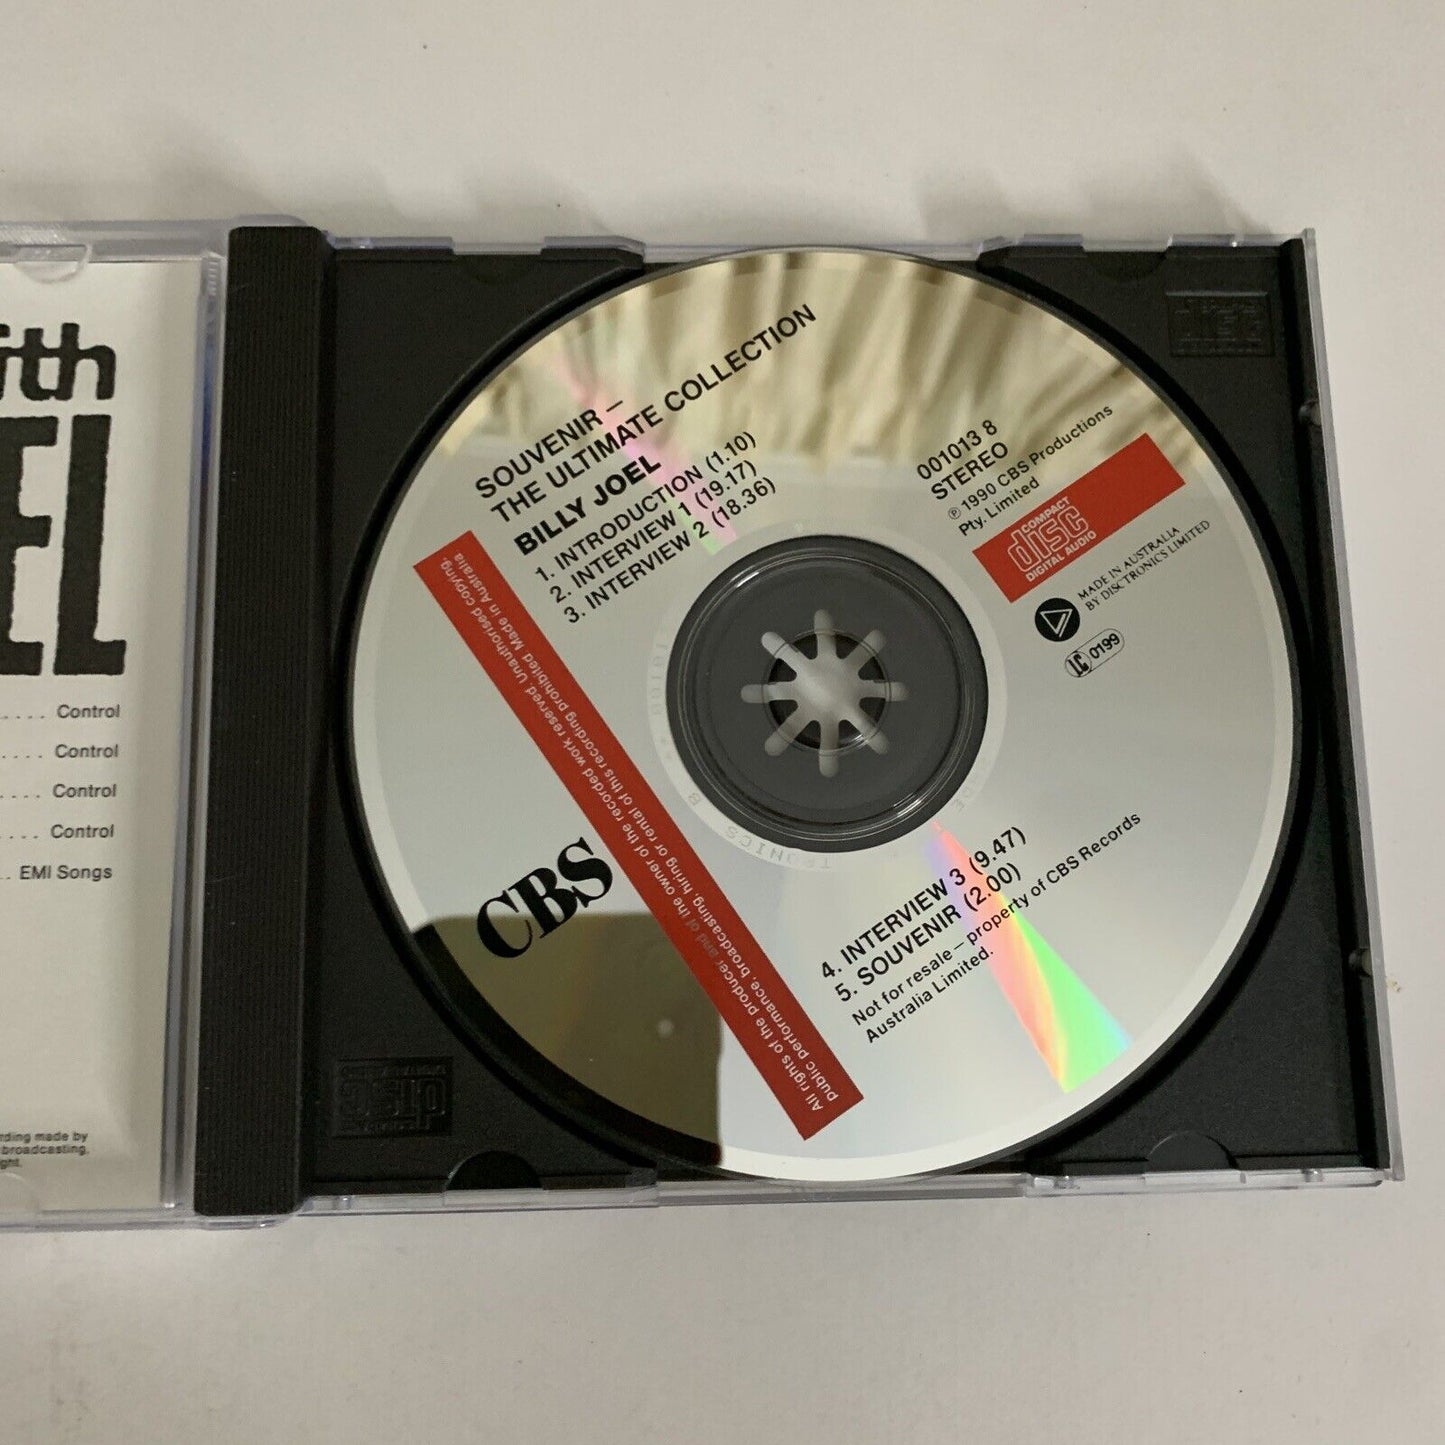 OEL
..... Control
.... Control
.... Control
.... Control
.. EMI Songs
made by
broadcasting,
SOUVENIR –
THE ULTIMATE COLLECTION
BILLY JOEL
1. INTRODUCTION (1.10)
2. INTERVIEW 1 (19.17)
3. INTERVIEW 2 (18.36)
001013 8
STEREO
℗ 1990 CBS Productions
Pty. Limited
COMPACT
disc
DIGITAL AUDIO
MADE IN AUSTRALIA
BY DISCTRONICS LIMITED
LC 0199
All rights of the producer and of the owner of the recorded work reserved. Unauthorised copying,
public performance, broadcasting, hiring or rental of this recording prohibited. Made in Australia
CBS
4. INTERVIEW 3 (9.47)
5. SOUVENIR (2.00)
Not for resale – property of CBS Records
Australia Limited.